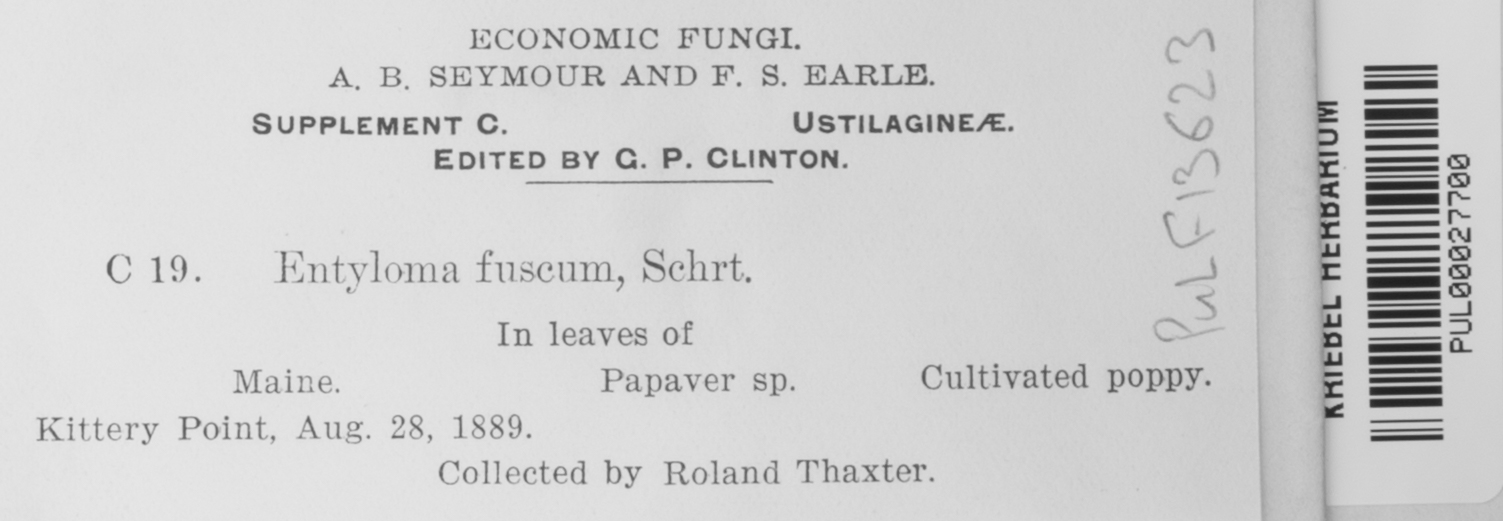 ECONOMIC FUNGI.
A. B. SEYMOUR AND F. S. EARLE.
SUPPLEMENT C. USTILAGINEÆ.
EDITED BY G. P. CLINTON.
C 19. Entyloma fuscum, Schrt.
In leaves of
Maine. Papaver sp. Cultivated poppy.
Kittery Point, Aug. 28, 1889.
Collected by Roland Thaxter.
PUL F13623
KRIEBEL HERBARIUM
PUL00027700